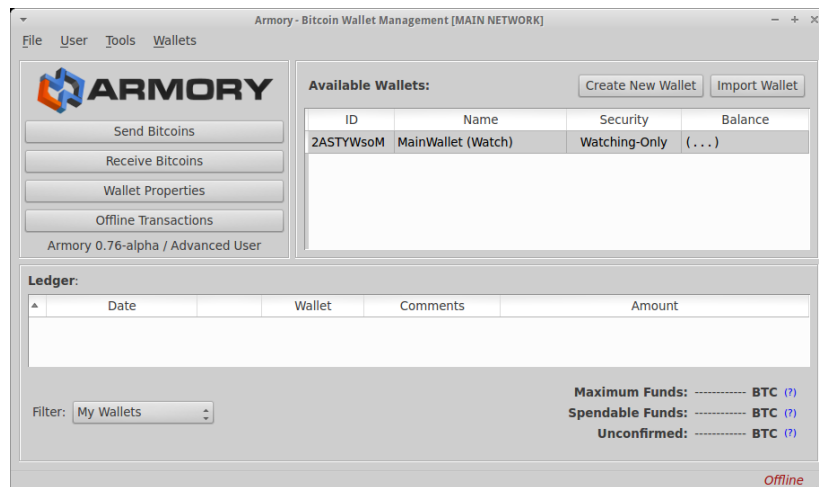 Armory - Bitcoin Wallet Management [MAIN NETWORK]
File User Tools Wallets
ARMORY
Send Bitcoins
Receive Bitcoins
Wallet Properties
Offline Transactions
Armory 0.76-alpha / Advanced User
Available Wallets: Create New Wallet Import Wallet
ID Name Security Balance
2ASTYWsoM MainWallet (Watch) Watching-Only (...)
Ledger:
Date Wallet Comments Amount
Filter: My Wallets
Maximum Funds: ------------ BTC (?)
Spendable Funds: ------------ BTC (?)
Unconfirmed: ------------ BTC (?)
Offline